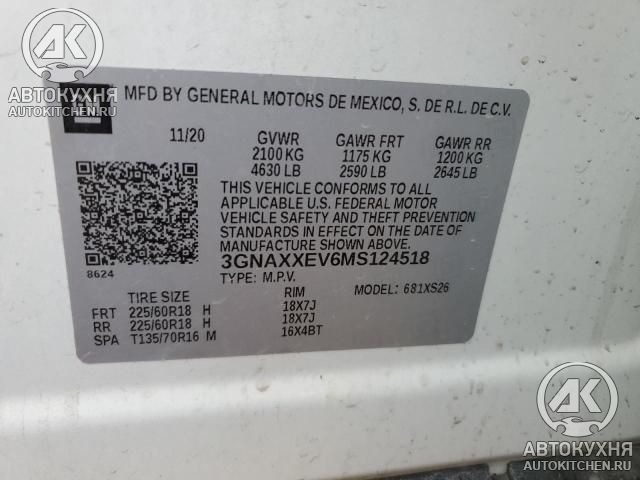 AK
АВТОКУХНЯ
AUTOKITCHEN.RU
GM
MFD BY GENERAL MOTORS DE MEXICO, S. DE R.L. DE C.V.
11/20 GVWR GAWR FRT GAWR RR
2100 KG 1175 KG 1200 KG
4630 LB 2590 LB 2645 LB
THIS VEHICLE CONFORMS TO ALL
APPLICABLE U.S. FEDERAL MOTOR
VEHICLE SAFETY AND THEFT PREVENTION
STANDARDS IN EFFECT ON THE DATE OF
MANUFACTURE SHOWN ABOVE.
8624 3GNAXXEV6MS124518
TYPE: M.P.V. MODEL: 681XS26
TIRE SIZE RIM
FRT 225/60R18 H 18X7J
RR 225/60R18 H 18X7J
SPA T135/70R16 M 16X4BT
AK
АВТОКУХНЯ
AUTOKITCHEN.RU